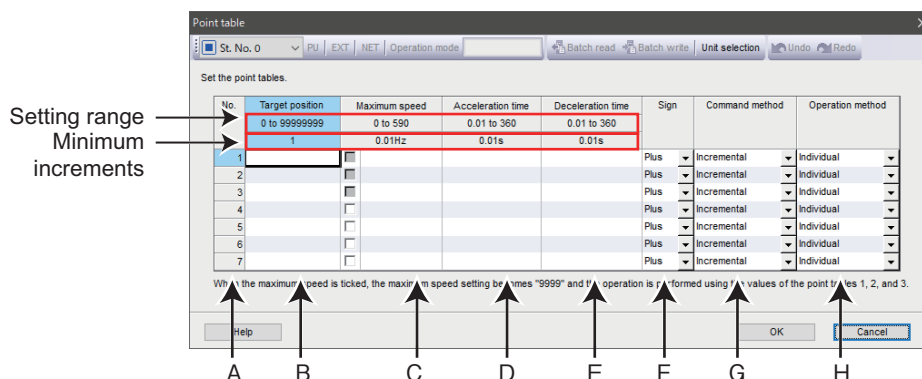 Point table
St. No. 0 PU EXT NET Operation mode Batch read Batch write Unit selection Undo Redo
Set the point tables.
No. Target position Maximum speed Acceleration time Deceleration time Sign Command method Operation method
Setting range 0 to 99999999 0 to 590 0.01 to 360 0.01 to 360
Minimum increments 1 0.01Hz 0.01s 0.01s
1 Plus Incremental Individual
2 Plus Incremental Individual
3 Plus Incremental Individual
4 Plus Incremental Individual
5 Plus Incremental Individual
6 Plus Incremental Individual
7 Plus Incremental Individual
When the maximum speed is ticked, the maximum speed setting becomes "9999" and the operation is performed using the values of the point tables 1, 2, and 3.
Help OK Cancel
A B C D E F G H